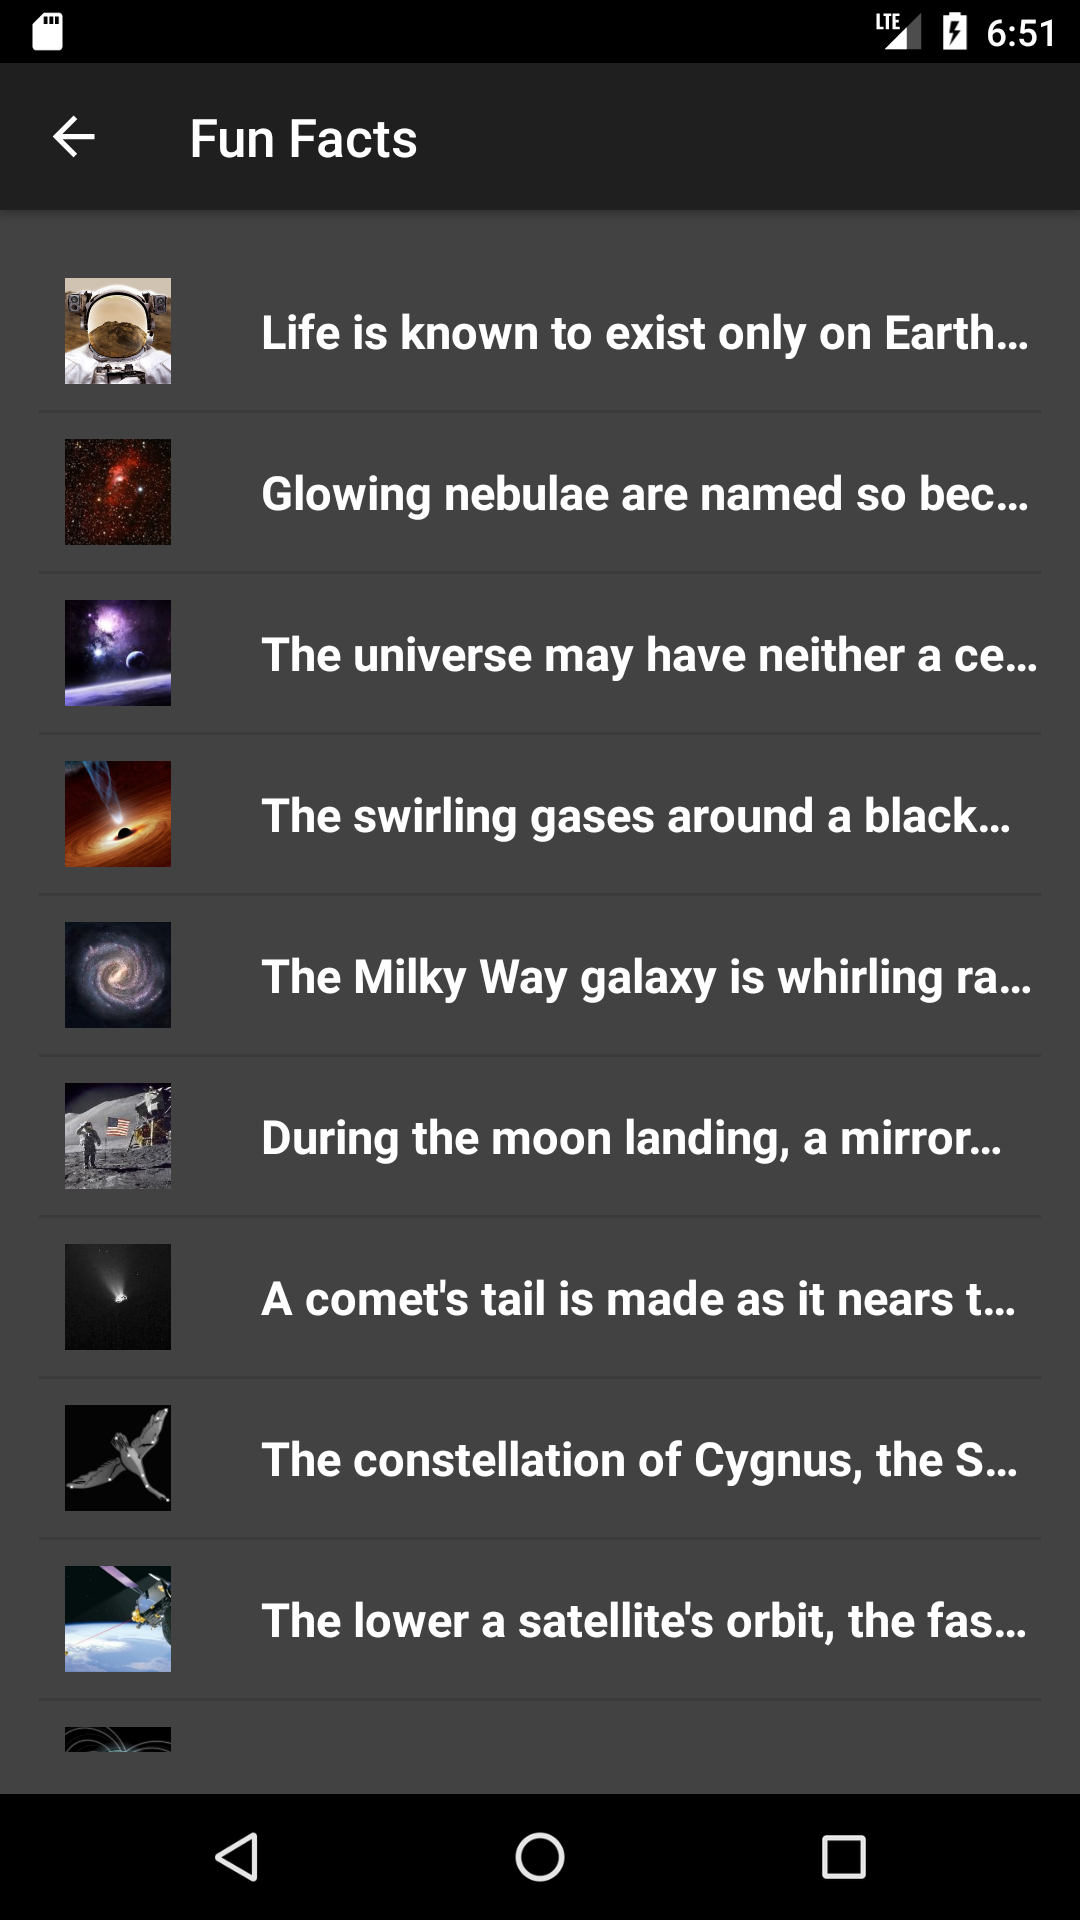 LTE 6:51
Fun Facts
Life is known to exist only on Earth…
Glowing nebulae are named so bec…
The universe may have neither a ce…
The swirling gases around a black…
The Milky Way galaxy is whirling ra…
During the moon landing, a mirror…
A comet's tail is made as it nears t…
The constellation of Cygnus, the S…
The lower a satellite's orbit, the fas…